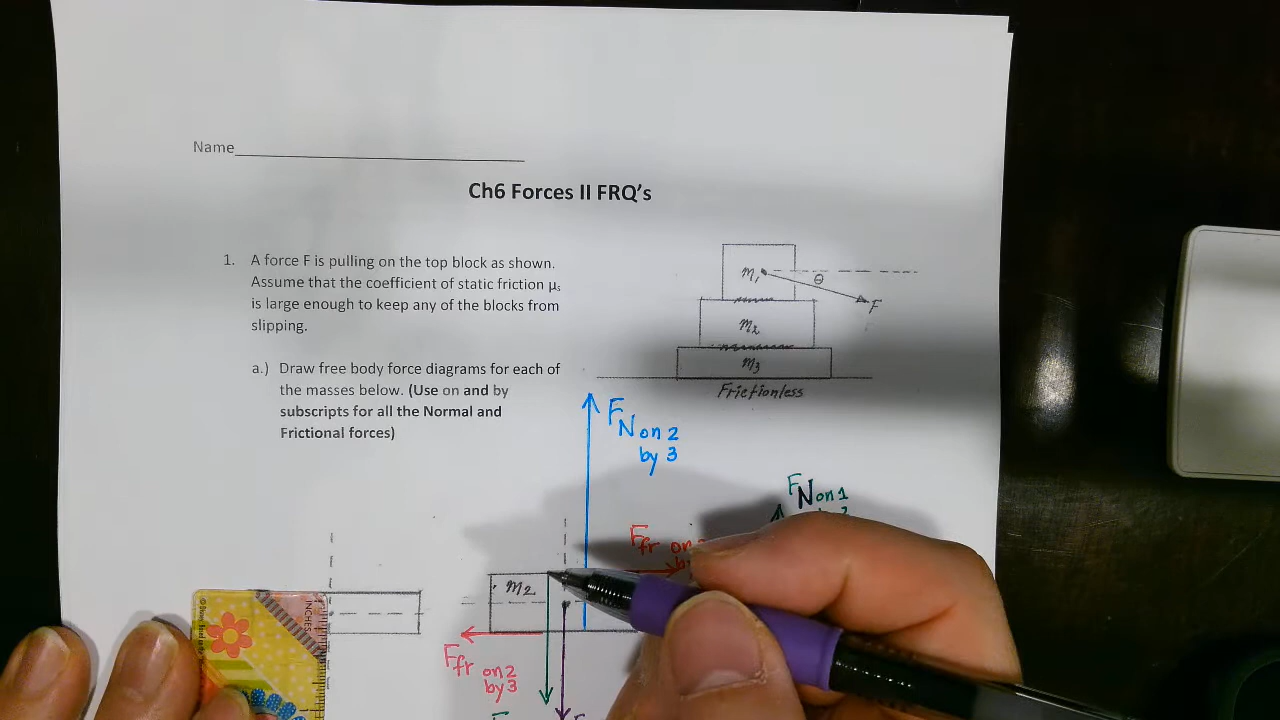 Name
Ch6 Forces II FRQ's
1. A force F is pulling on the top block as shown.
Assume that the coefficient of static friction μs
is large enough to keep any of the blocks from
slipping.
a.) Draw free body force diagrams for each of
the masses below. (Use on and by
subscripts for all the Normal and
Frictional forces)
m1
θ
F
m2
m3
Frictionless
FN on 2
by 3
FN on 1
Ffr on
m2
Ffr on 2
by 3
INCHES